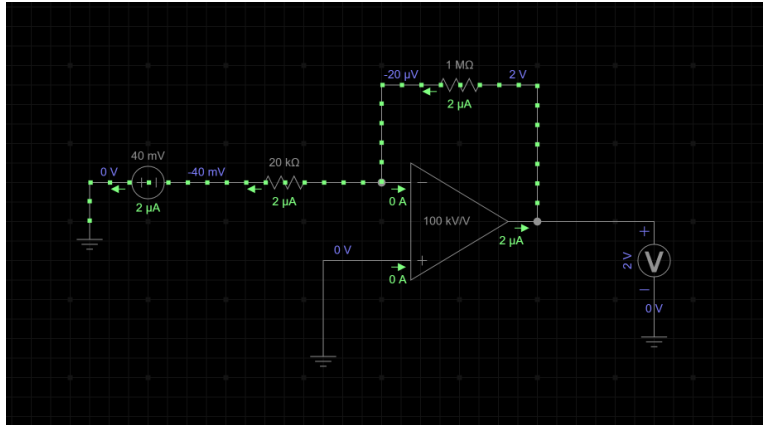 1 MΩ
-20 µV
2 V
2 µA
40 mV
0 V
-40 mV
20 kΩ
+
−
2 µA
2 µA
−
0 A
100 kV/V
2 µA
0 V
+
0 A
+
2 V
V
−
0 V